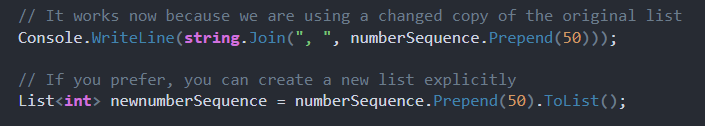 // It works now because we are using a changed copy of the original list
Console.WriteLine(string.Join(", ", numberSequence.Prepend(50)));
// If you prefer, you can create a new list explicitly
List<int> newnumberSequence = numberSequence.Prepend(50).ToList();